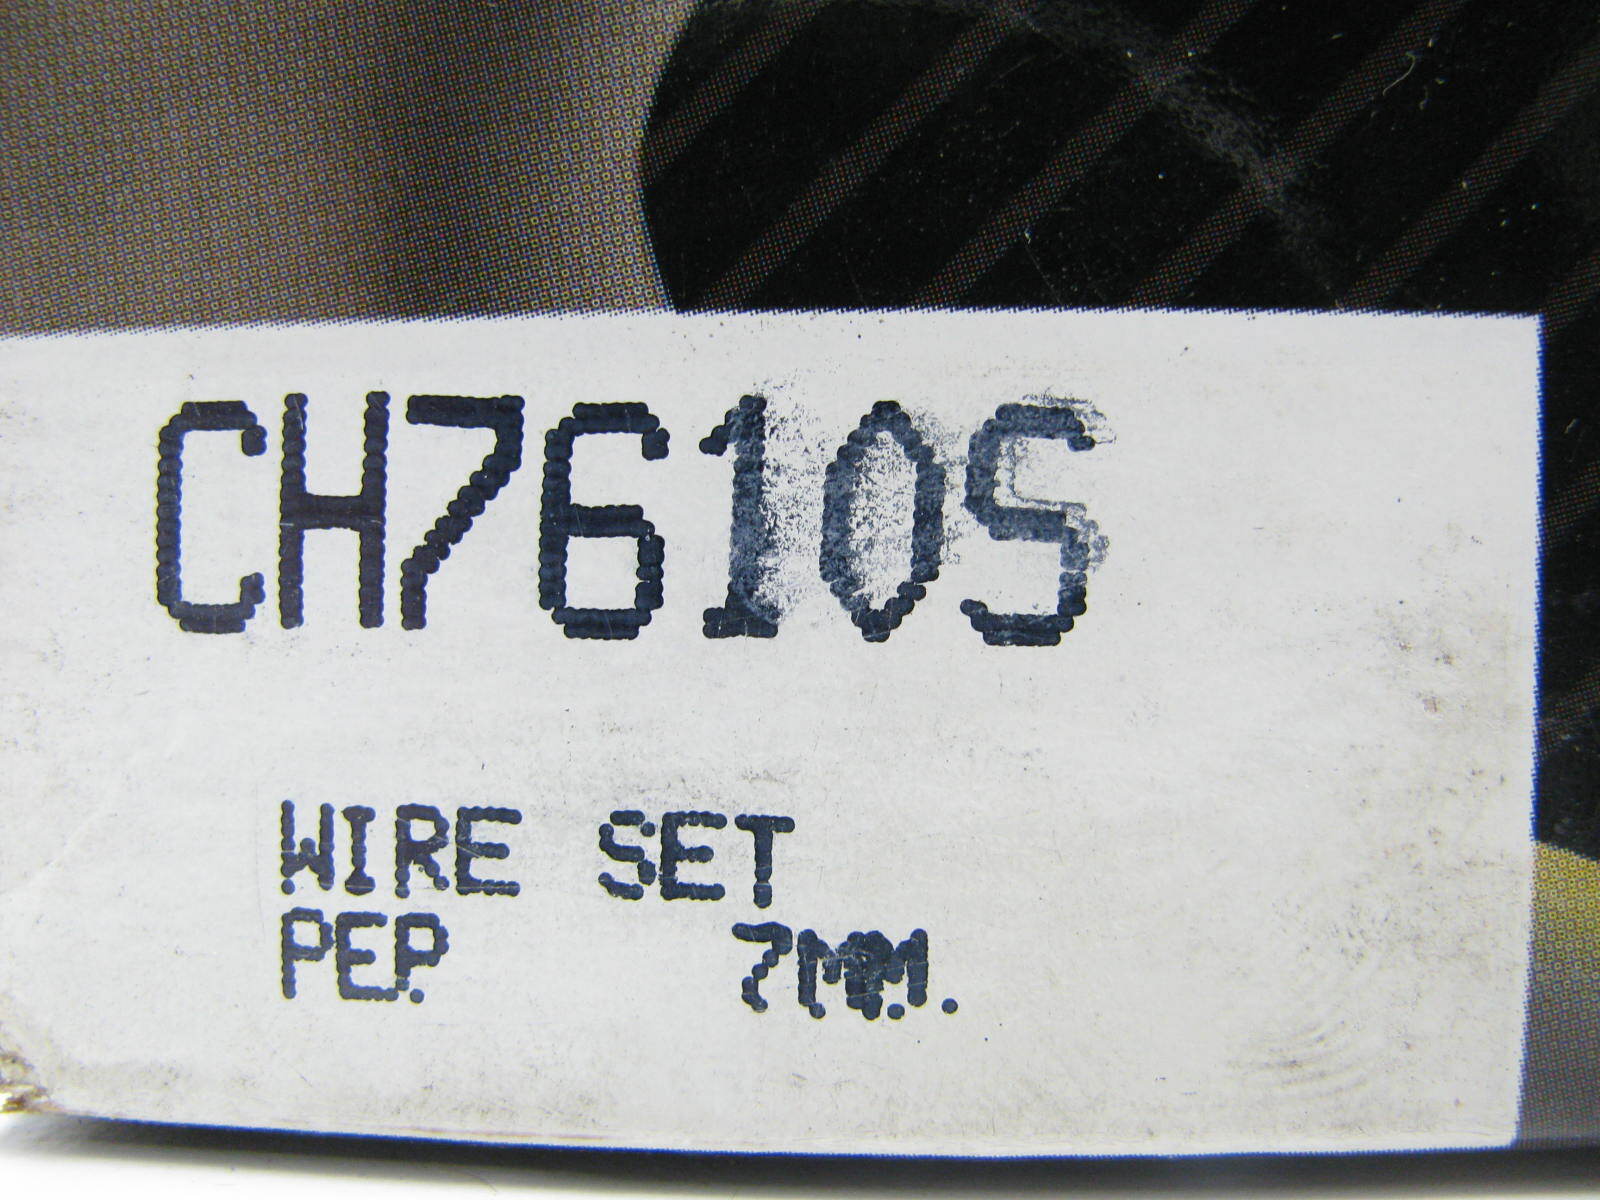 CH7610S
WIRE SET
PEP. 7MM.